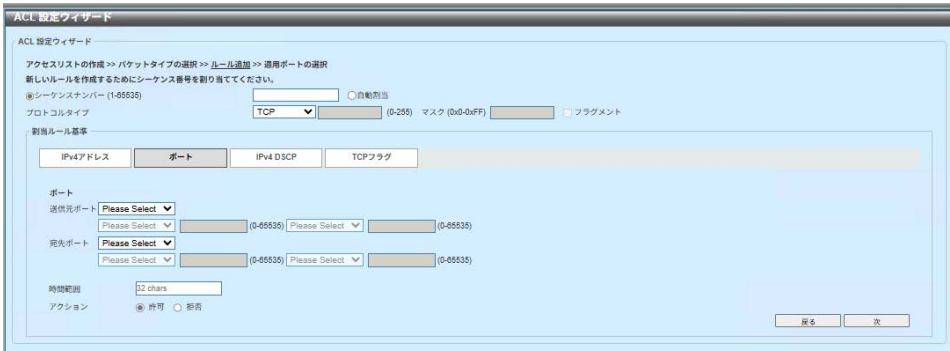 ACL 設定ウィザード
ACL 設定ウィザード
アクセスリストの作成 >> パケットタイプの選択 >> ルール追加 >> 適用ポートの選択
新しいルールを作成するためにシーケンス番号を割り当ててください。
シーケンスナンバー (1-65535) 自動割当
プロトコルタイプ TCP (0-255) マスク (0x0-0xFF) フラグメント
割当ルール基準
IPv4アドレス ポート IPv4 DSCP TCPフラグ
ポート
送信元ポート Please Select
Please Select (0-65535) Please Select (0-65535)
宛先ポート Please Select
Please Select (0-65535) Please Select (0-65535)
時間範囲 32 chars
アクション 許可 拒否
戻る 次